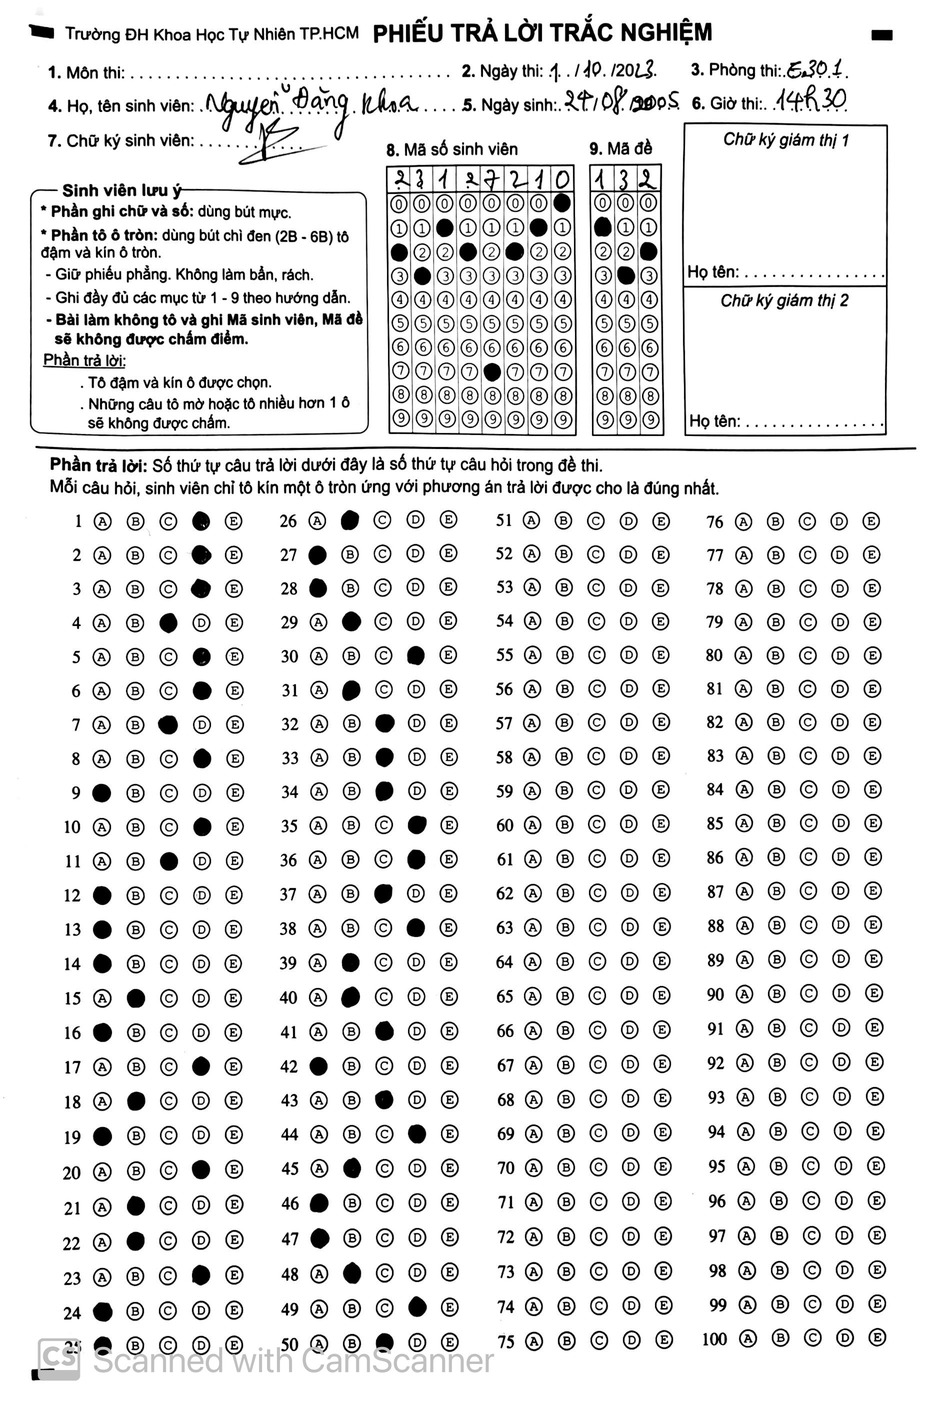 Trường ĐH Khoa Học Tự Nhiên TP.HCM PHIẾU TRẢ LỜI TRẮC NGHIỆM
1. Môn thi: 2. Ngày thi: 1../10./2023. 3. Phòng thi: E.30.1.
4. Họ, tên sinh viên: Nguyễn Đăng Khoa 5. Ngày sinh: 24/08/2005 6. Giờ thi: 14h30
7. Chữ ký sinh viên:
8. Mã số sinh viên 9. Mã đề
2 3 1 2 7 2 1 0 1 3 2
Chữ ký giám thị 1
Họ tên:
Chữ ký giám thị 2
Họ tên:
Sinh viên lưu ý
* Phần ghi chữ và số: dùng bút mực.
* Phần tô ô tròn: dùng bút chì đen (2B - 6B) tô
đậm và kín ô tròn.
- Giữ phiếu phẳng. Không làm bẩn, rách.
- Ghi đầy đủ các mục từ 1 - 9 theo hướng dẫn.
- Bài làm không tô và ghi Mã sinh viên, Mã đề
sẽ không được chấm điểm.
Phần trả lời:
. Tô đậm và kín ô được chọn.
. Những câu tô mờ hoặc tô nhiều hơn 1 ô
sẽ không được chấm.
Phần trả lời: Số thứ tự câu trả lời dưới đây là số thứ tự câu hỏi trong đề thi.
Mỗi câu hỏi, sinh viên chỉ tô kín một ô tròn ứng với phương án trả lời được cho là đúng nhất.
1 A B C E 26 A C D E 51 A B C D E 76 A B C D E
2 A B C E 27 B C D E 52 A B C D E 77 A B C D E
3 A B C E 28 B C D E 53 A B C D E 78 A B C D E
4 A B D E 29 A C D E 54 A B C D E 79 A B C D E
5 A B C E 30 A B C E 55 A B C D E 80 A B C D E
6 A B C E 31 A C D E 56 A B C D E 81 A B C D E
7 A B D E 32 A B D E 57 A B C D E 82 A B C D E
8 A B C E 33 A B D E 58 A B C D E 83 A B C D E
9 B C D E 34 A B D E 59 A B C D E 84 A B C D E
10 A B C E 35 A B C E 60 A B C D E 85 A B C D E
11 A B D E 36 A B C E 61 A B C D E 86 A B C D E
12 B C D E 37 A B D E 62 A B C D E 87 A B C D E
13 B C D E 38 A B C E 63 A B C D E 88 A B C D E
14 B C D E 39 A C D E 64 A B C D E 89 A B C D E
15 A C D E 40 A C D E 65 A B C D E 90 A B C D E
16 B C D E 41 A B D E 66 A B C D E 91 A B C D E
17 A B C E 42 B C D E 67 A B C D E 92 A B C D E
18 A C D E 43 A B D E 68 A B C D E 93 A B C D E
19 B C D E 44 A B C E 69 A B C D E 94 A B C D E
20 A B C E 45 A C D E 70 A B C D E 95 A B C D E
21 A C D E 46 B C D E 71 A B C D E 96 A B C D E
22 A C D E 47 B C D E 72 A B C D E 97 A B C D E
23 A B C E 48 A C D E 73 A B C D E 98 A B C D E
24 B C D E 49 A B C E 74 A B C D E 99 A B C D E
25 B C D E 50 A B D E 75 A B C D E 100 A B C D E
CS Scanned with CamScanner